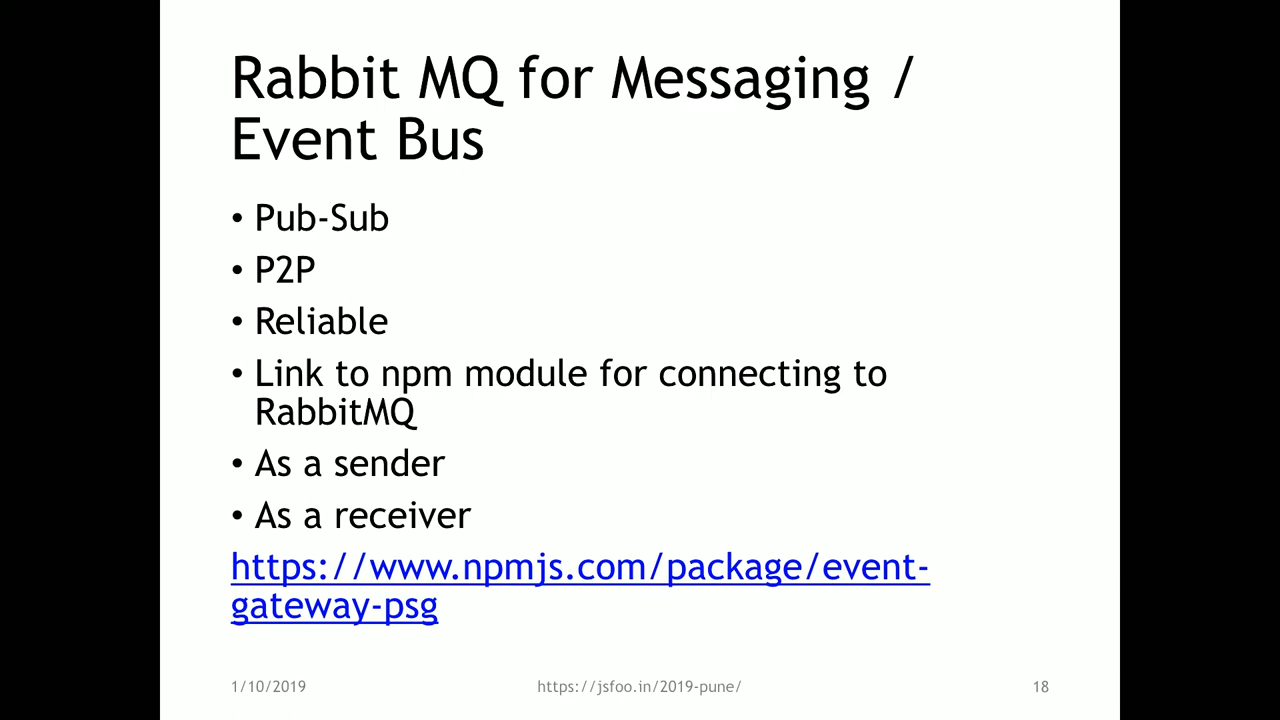 Rabbit MQ for Messaging /
Event Bus
• Pub-Sub
• P2P
• Reliable
• Link to npm module for connecting to
RabbitMQ
• As a sender
• As a receiver
https://www.npmjs.com/package/event-
gateway-psg
1/10/2019
https://jsfoo.in/2019-pune/
18